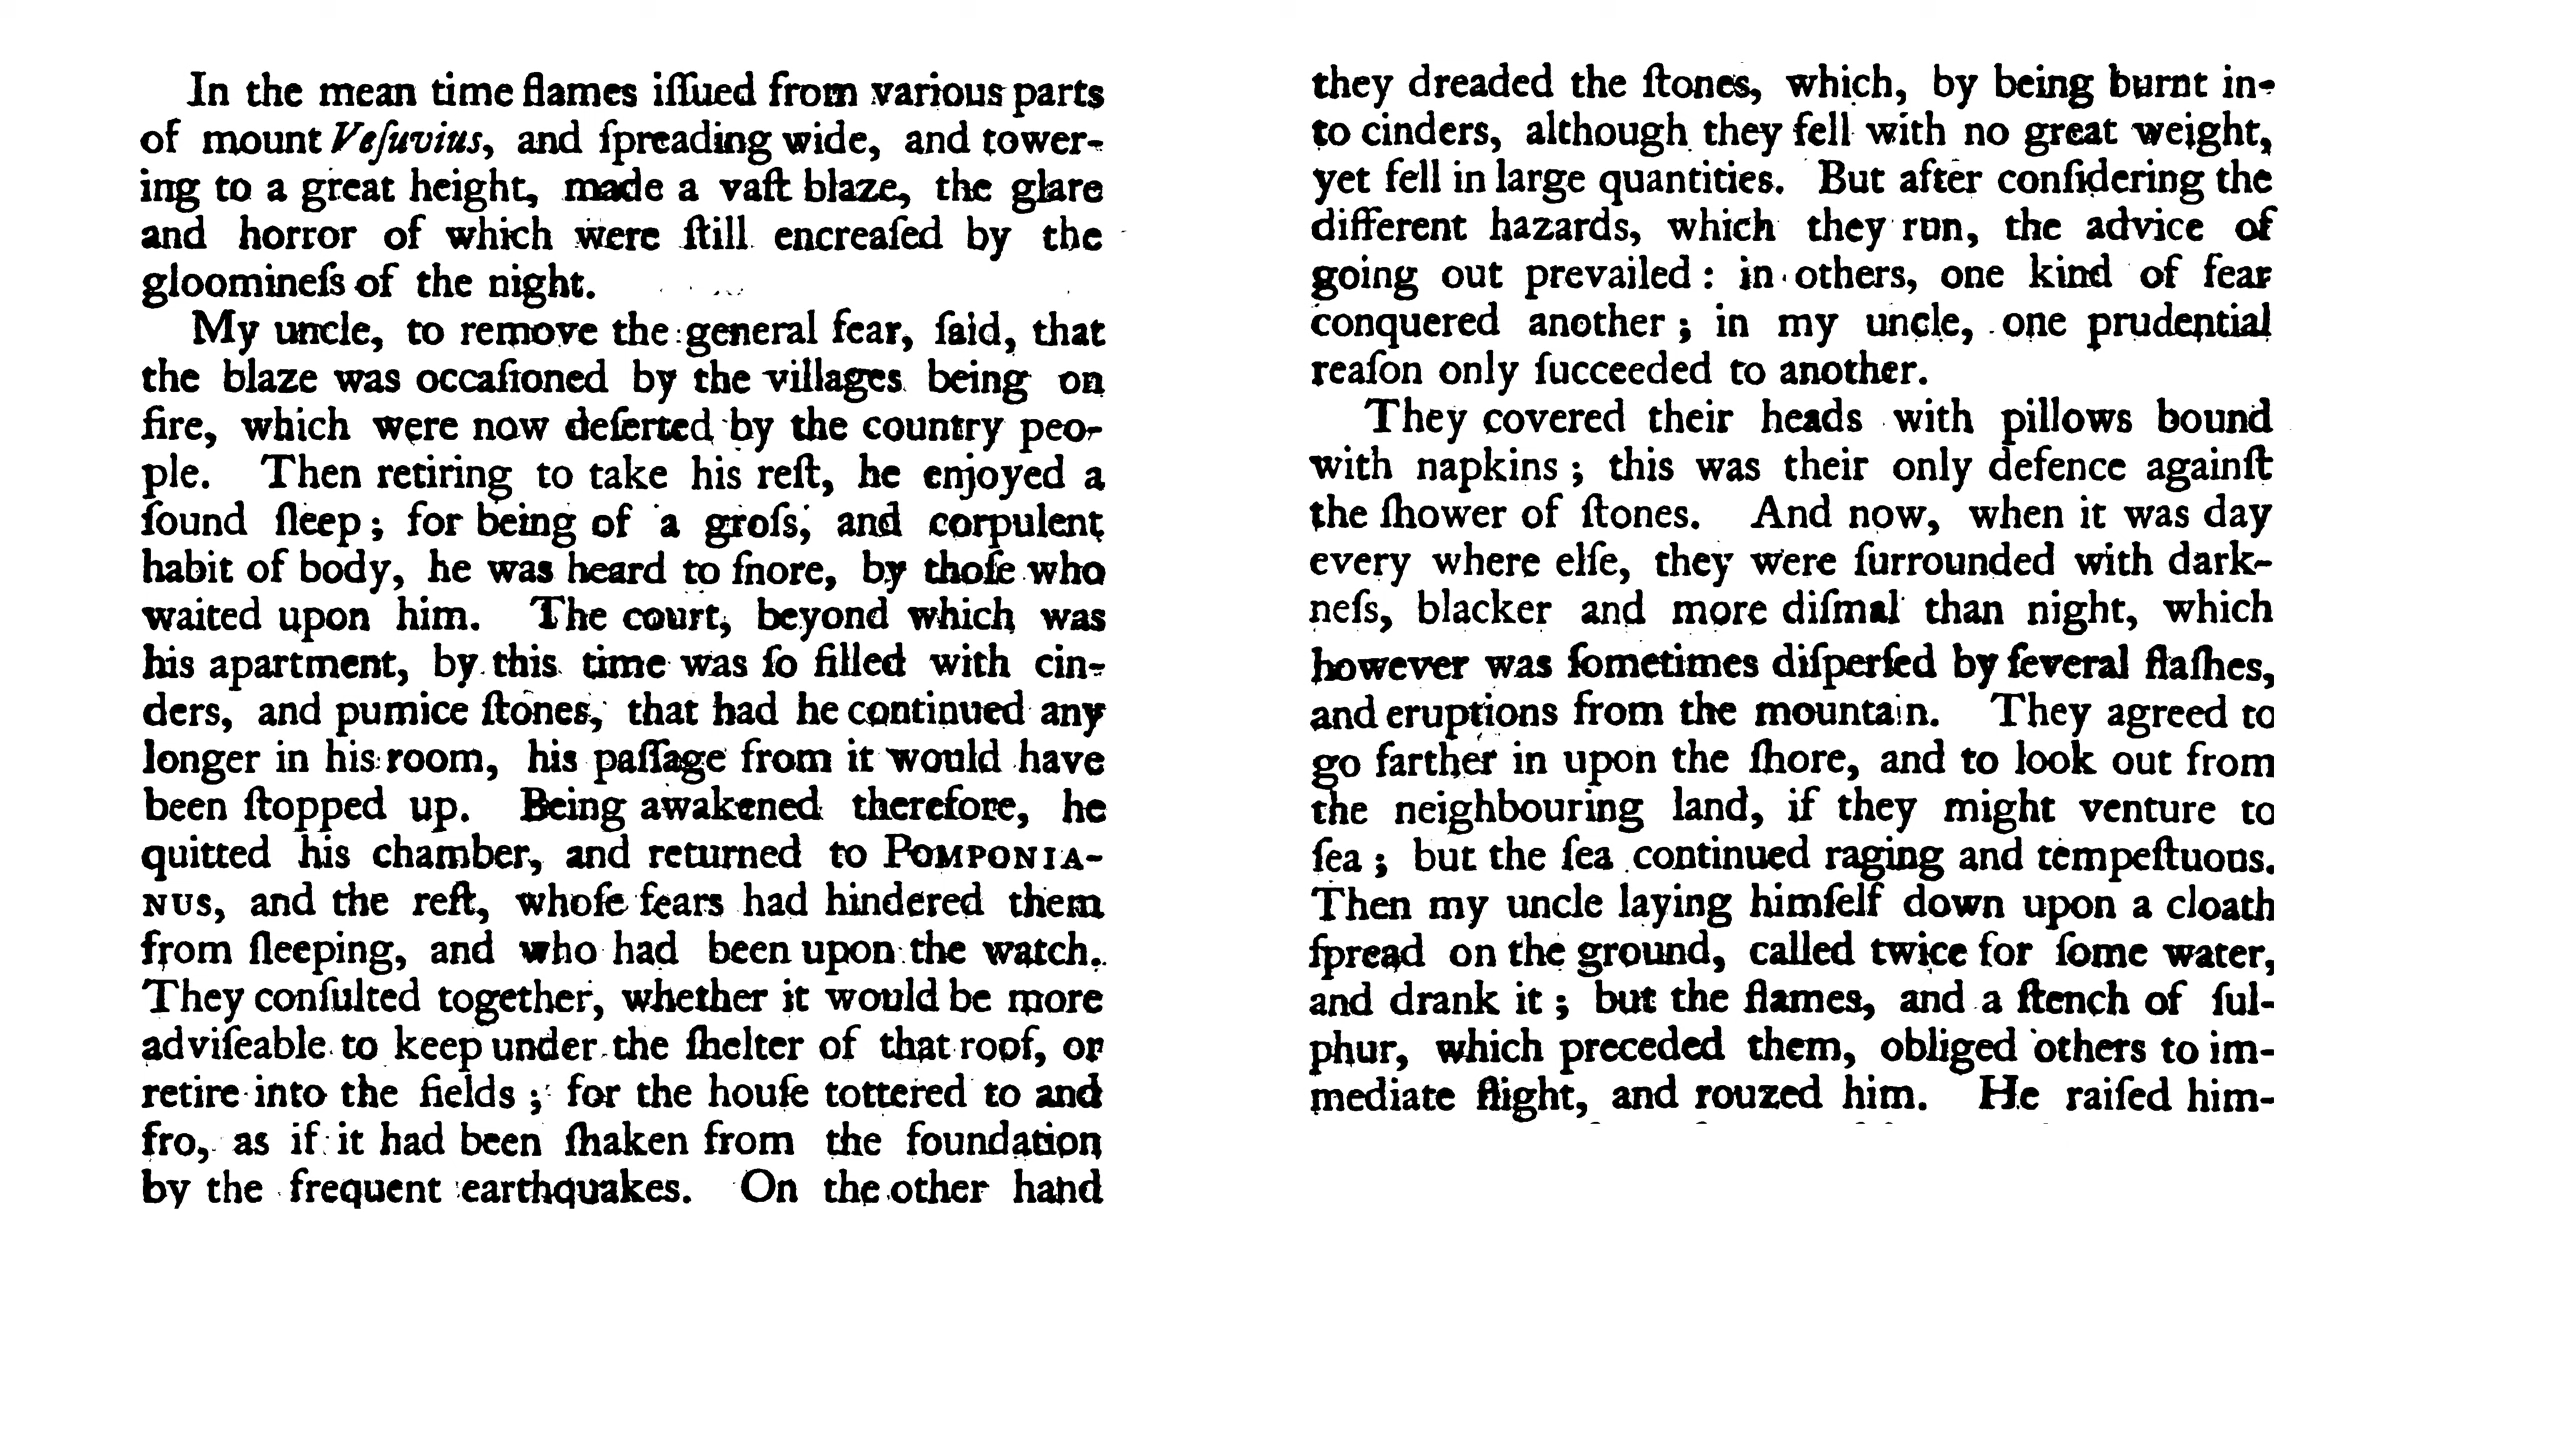 In the mean time flames iſſued from various parts
of mount Veſuvius, and ſpreading wide, and tower-
ing to a great height, made a vaſt blaze, the glare
and horror of which were ſtill encreaſed by the
gloomineſs of the night.
My uncle, to remove the general fear, ſaid, that
the blaze was occaſioned by the villages being on
fire, which were now deſerted by the country peo-
ple. Then retiring to take his reſt, he enjoyed a
ſound ſleep; for being of a groſs, and corpulent
habit of body, he was heard to ſnore, by thoſe who
waited upon him. The court, beyond which was
his apartment, by this time was ſo filled with cin-
ders, and pumice ſtones, that had he continued any
longer in his room, his paſſage from it would have
been ſtopped up. Being awakened therefore, he
quitted his chamber, and returned to POMPONIA-
NUS, and the reſt, whoſe fears had hindered them
from ſleeping, and who had been upon the watch.
They conſulted together, whether it would be more
adviſeable to keep under the ſhelter of that roof, or
retire into the fields; for the houſe tottered to and
fro, as if it had been ſhaken from the foundation
by the frequent earthquakes. On the other hand
they dreaded the ſtones, which, by being burnt in-
to cinders, although they fell with no great weight,
yet fell in large quantities. But after conſidering the
different hazards, which they run, the advice of
going out prevailed: in others, one kind of fear
conquered another; in my uncle, one prudential
reaſon only ſucceeded to another.
They covered their heads with pillows bound
with napkins; this was their only defence againſt
the ſhower of ſtones. And now, when it was day
every where elſe, they were ſurrounded with dark-
neſs, blacker and more diſmal than night, which
however was ſometimes diſperſed by ſeveral flaſhes,
and eruptions from the mountain. They agreed to
go farther in upon the ſhore, and to look out from
the neighbouring land, if they might venture to
ſea; but the ſea continued raging and tempeſtuous.
Then my uncle laying himſelf down upon a cloath
ſpread on the ground, called twice for ſome water,
and drank it; but the flames, and a ſtench of ſul-
phur, which preceded them, obliged others to im-
mediate flight, and rouzed him. He raiſed him-